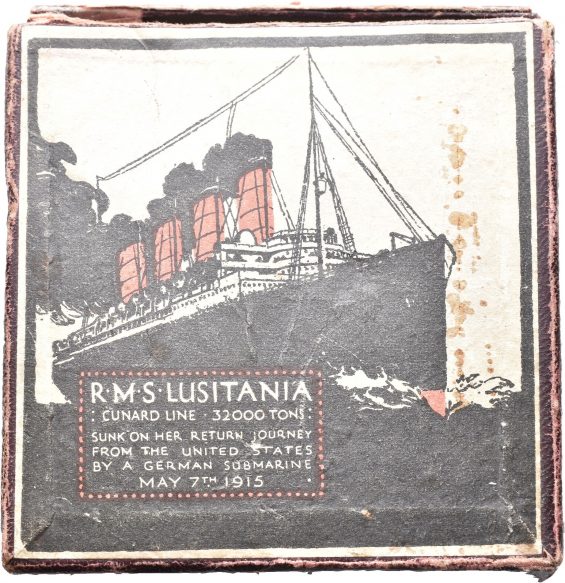 R·M·S·LUSITANIA
: CUNARD LINE · 32000 TONS :
SUNK ON HER RETURN JOURNEY
FROM THE UNITED STATES
BY A GERMAN SUBMARINE
· MAY 7TH 1915 ·